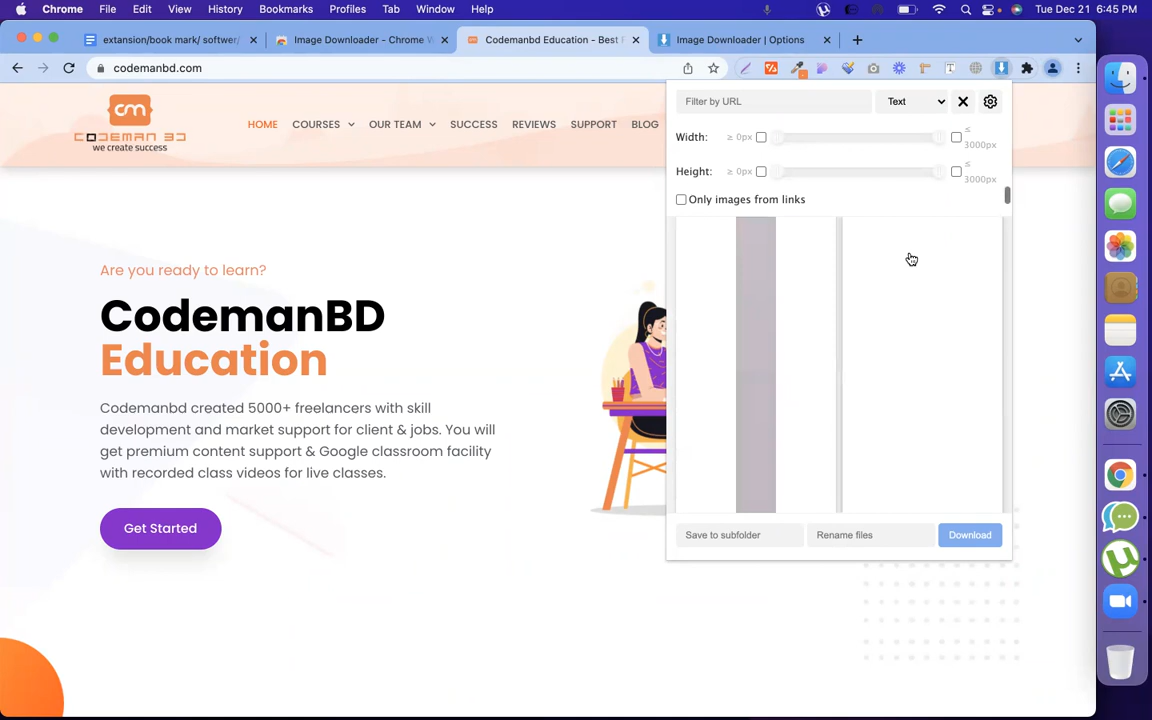 Chrome File Edit View History Bookmarks Profiles Tab Window Help Tue Dec 21 6:45 PM
extansion/book mark/ softwer/ Image Downloader - Chrome W Codemanbd Education - Best F Image Downloader | Options
codemanbd.com
Filter by URL Text
Width: ≥ 0px ≤ 3000px
Height: ≥ 0px ≤ 3000px
Only images from links
cm
CODEMAN BD
we create success
HOME COURSES OUR TEAM SUCCESS REVIEWS SUPPORT BLOG
Are you ready to learn?
CodemanBD
Education
Codemanbd created 5000+ freelancers with skill
development and market support for client & jobs. You will
get premium content support & Google classroom facility
with recorded class videos for live classes.
Get Started
Save to subfolder Rename files Download